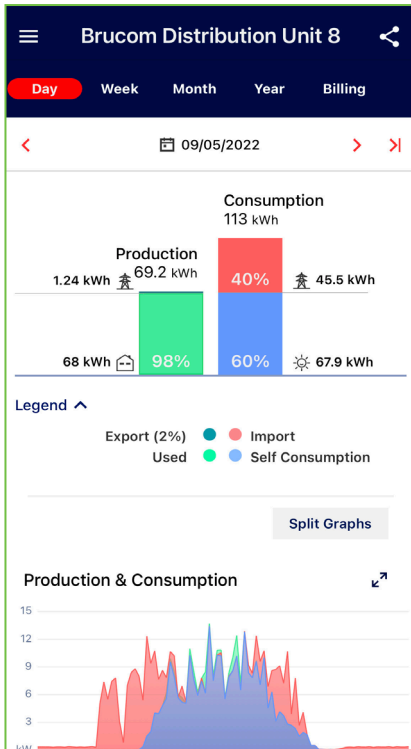 Brucom Distribution Unit 8
Day Week Month Year Billing
09/05/2022
Consumption
113 kWh
Production
69.2 kWh
1.24 kWh
40%
45.5 kWh
68 kWh
98%
60%
67.9 kWh
Legend
Export (2%) Import
Used Self Consumption
Split Graphs
Production & Consumption
15
12
9
6
3
kW